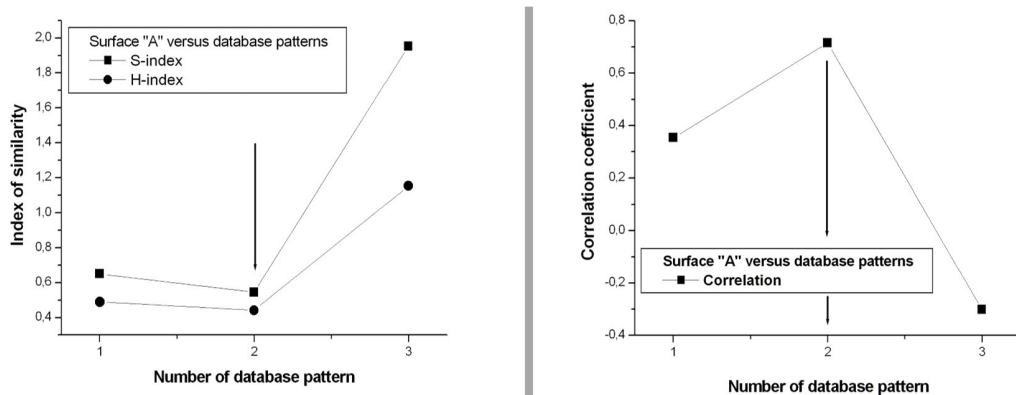 Surface "A" versus database patterns
S-index
H-index
Index of similarity
2,0
1,8
1,6
1,4
1,2
1,0
0,8
0,6
0,4
1
2
3
Number of database pattern
Correlation coefficient
0,8
0,6
0,4
0,2
0,0
-0,2
-0,4
Surface "A" versus database patterns
Correlation
1
2
3
Number of database pattern